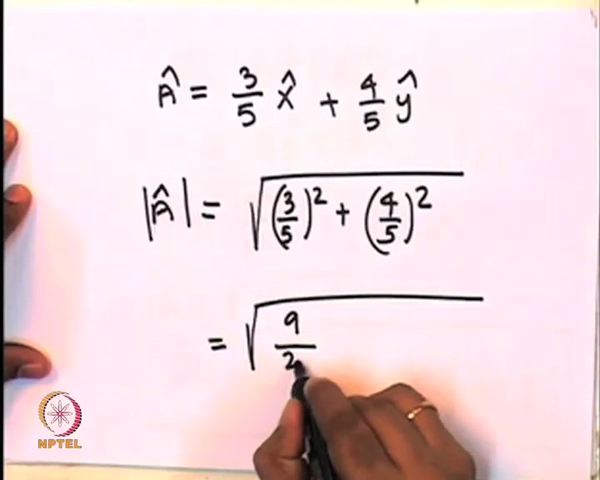 Â = 3/5 x̂ + 4/5 ŷ
|Â| = √((3/5)² + (4/5)²)
= √(9/2
NPTEL